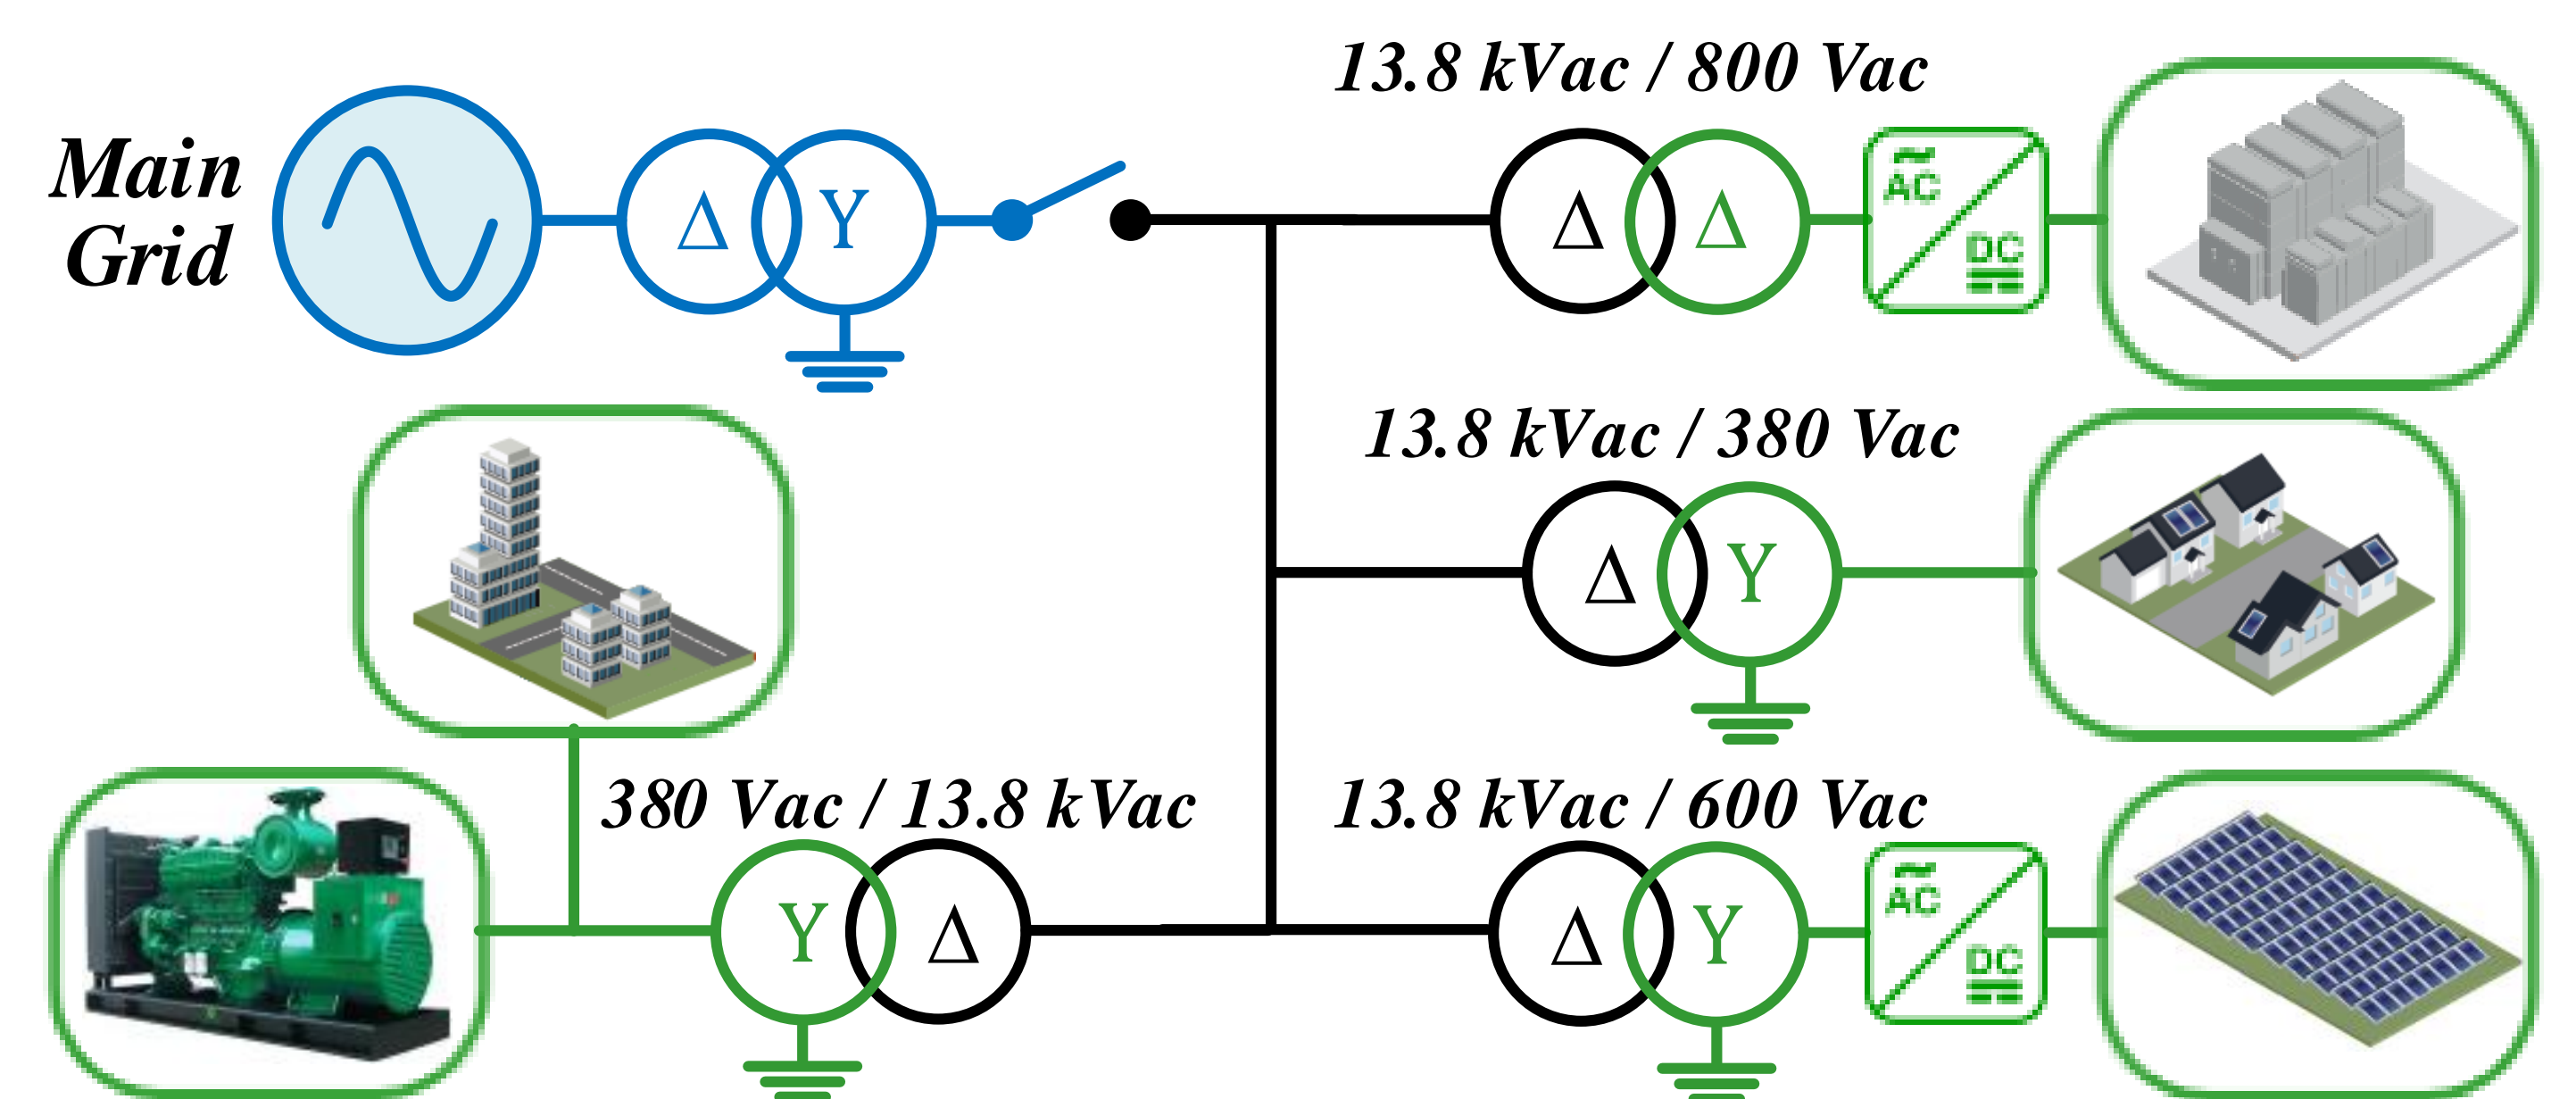 Main
Grid
Δ
Y
13.8 kVac / 800 Vac
Δ
Δ
AC
DC
13.8 kVac / 380 Vac
Δ
Y
380 Vac / 13.8 kVac
Y
Δ
13.8 kVac / 600 Vac
Δ
Y
AC
DC